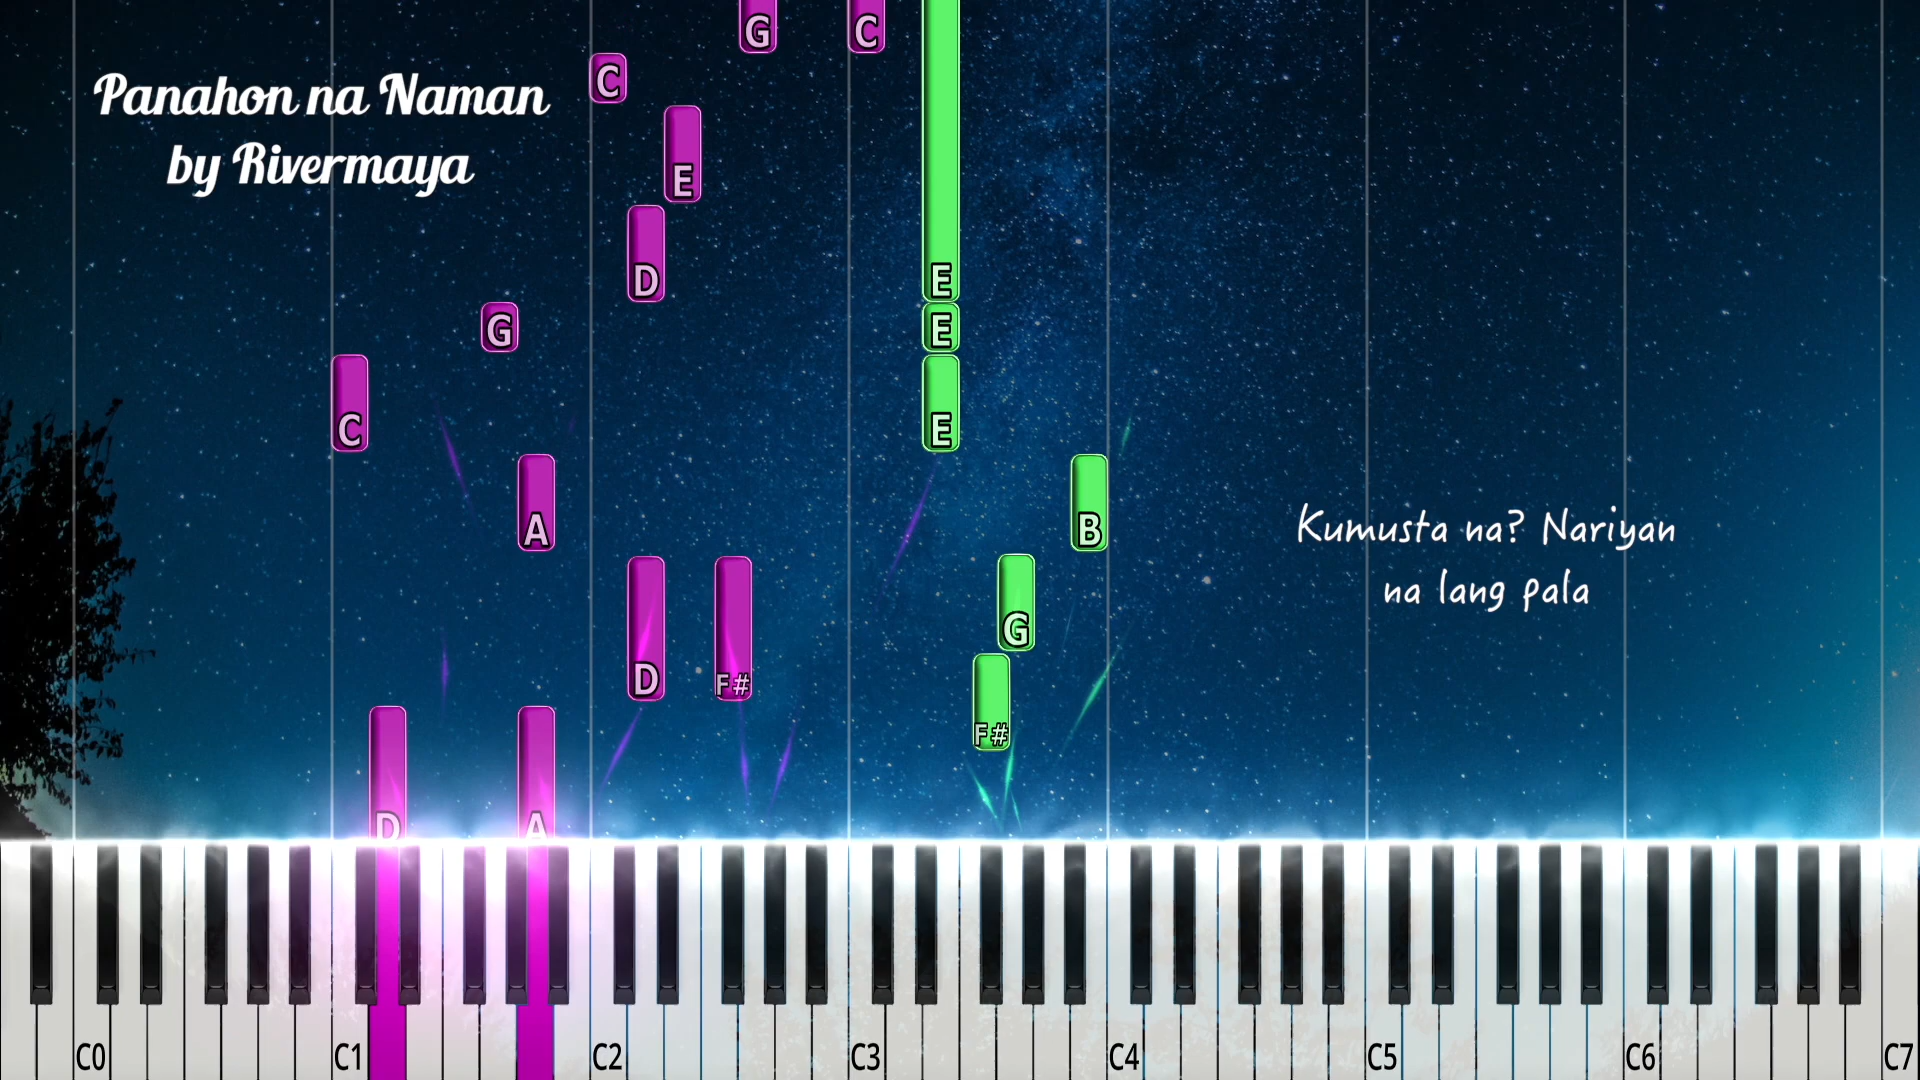 G C
C
Panahon na Naman
by Rivermaya
E
D E
G E
C E
A B
Kumusta na? Nariyan
na lang pala
G
D F#
F#
D A
C0 C1 C2 C3 C4 C5 C6 C7